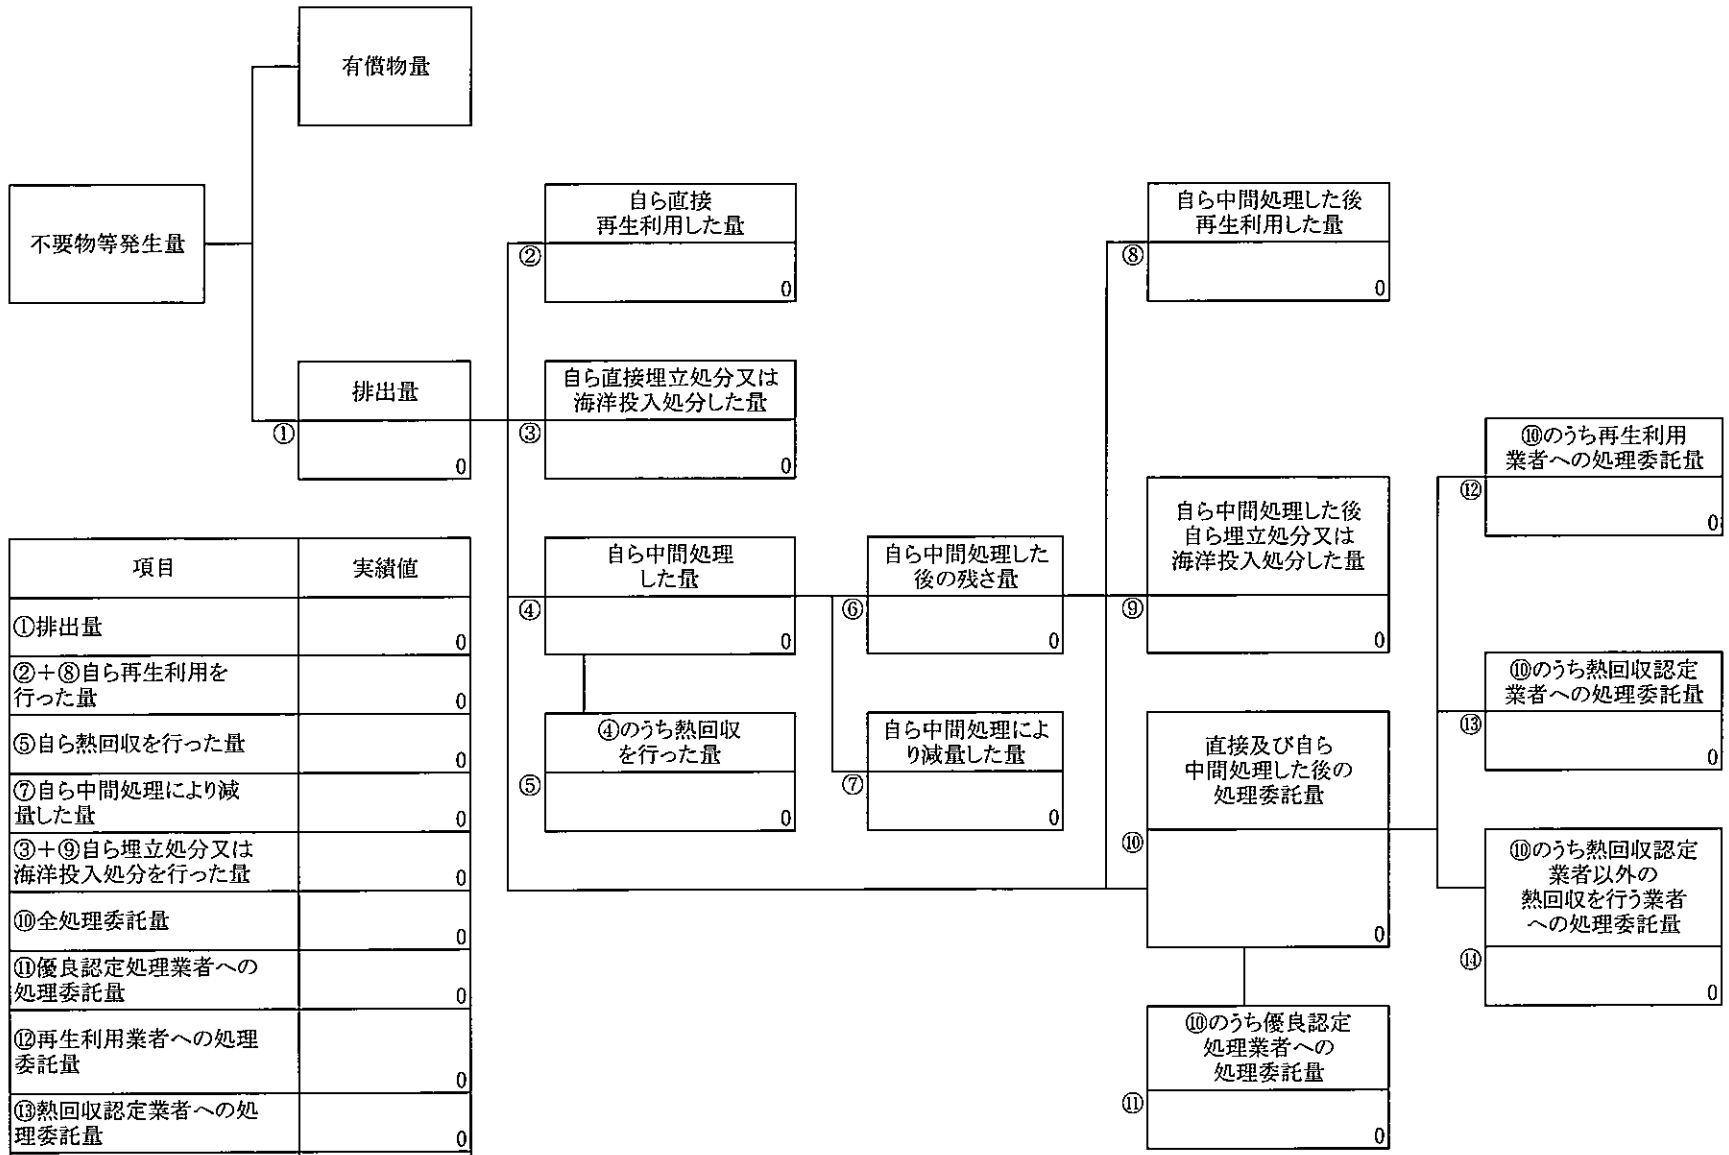 有償物量
不要物等発生量
自ら直接
再生利用した量
②
0
自ら中間処理した後
再生利用した量
⑧
0
排出量
①
0
自ら直接埋立処分又は
海洋投入処分した量
③
0
⑩のうち再生利用
業者への処理委託量
⑫
0
自ら中間処理した後
自ら埋立処分又は
海洋投入処分した量
⑨
0
自ら中間処理
した量
④
0
自ら中間処理した
後の残さ量
⑥
0
⑩のうち熱回収認定
業者への処理委託量
⑬
0
④のうち熱回収
を行った量
⑤
0
自ら中間処理によ
り減量した量
⑦
0
直接及び自ら
中間処理した後の
処理委託量
⑩
0
⑩のうち熱回収認定
業者以外の
熱回収を行う業者
への処理委託量
⑭
0
⑩のうち優良認定
処理業者への
処理委託量
⑪
0
項目 実績値
①排出量
0
②+⑧自ら再生利用を
行った量
0
⑤自ら熱回収を行った量
0
⑦自ら中間処理により減
量した量
0
③+⑨自ら埋立処分又は
海洋投入処分を行った量
0
⑩全処理委託量
0
⑪優良認定処理業者への
処理委託量
0
⑫再生利用業者への処理
委託量
0
⑬熱回収認定業者への処
理委託量
0